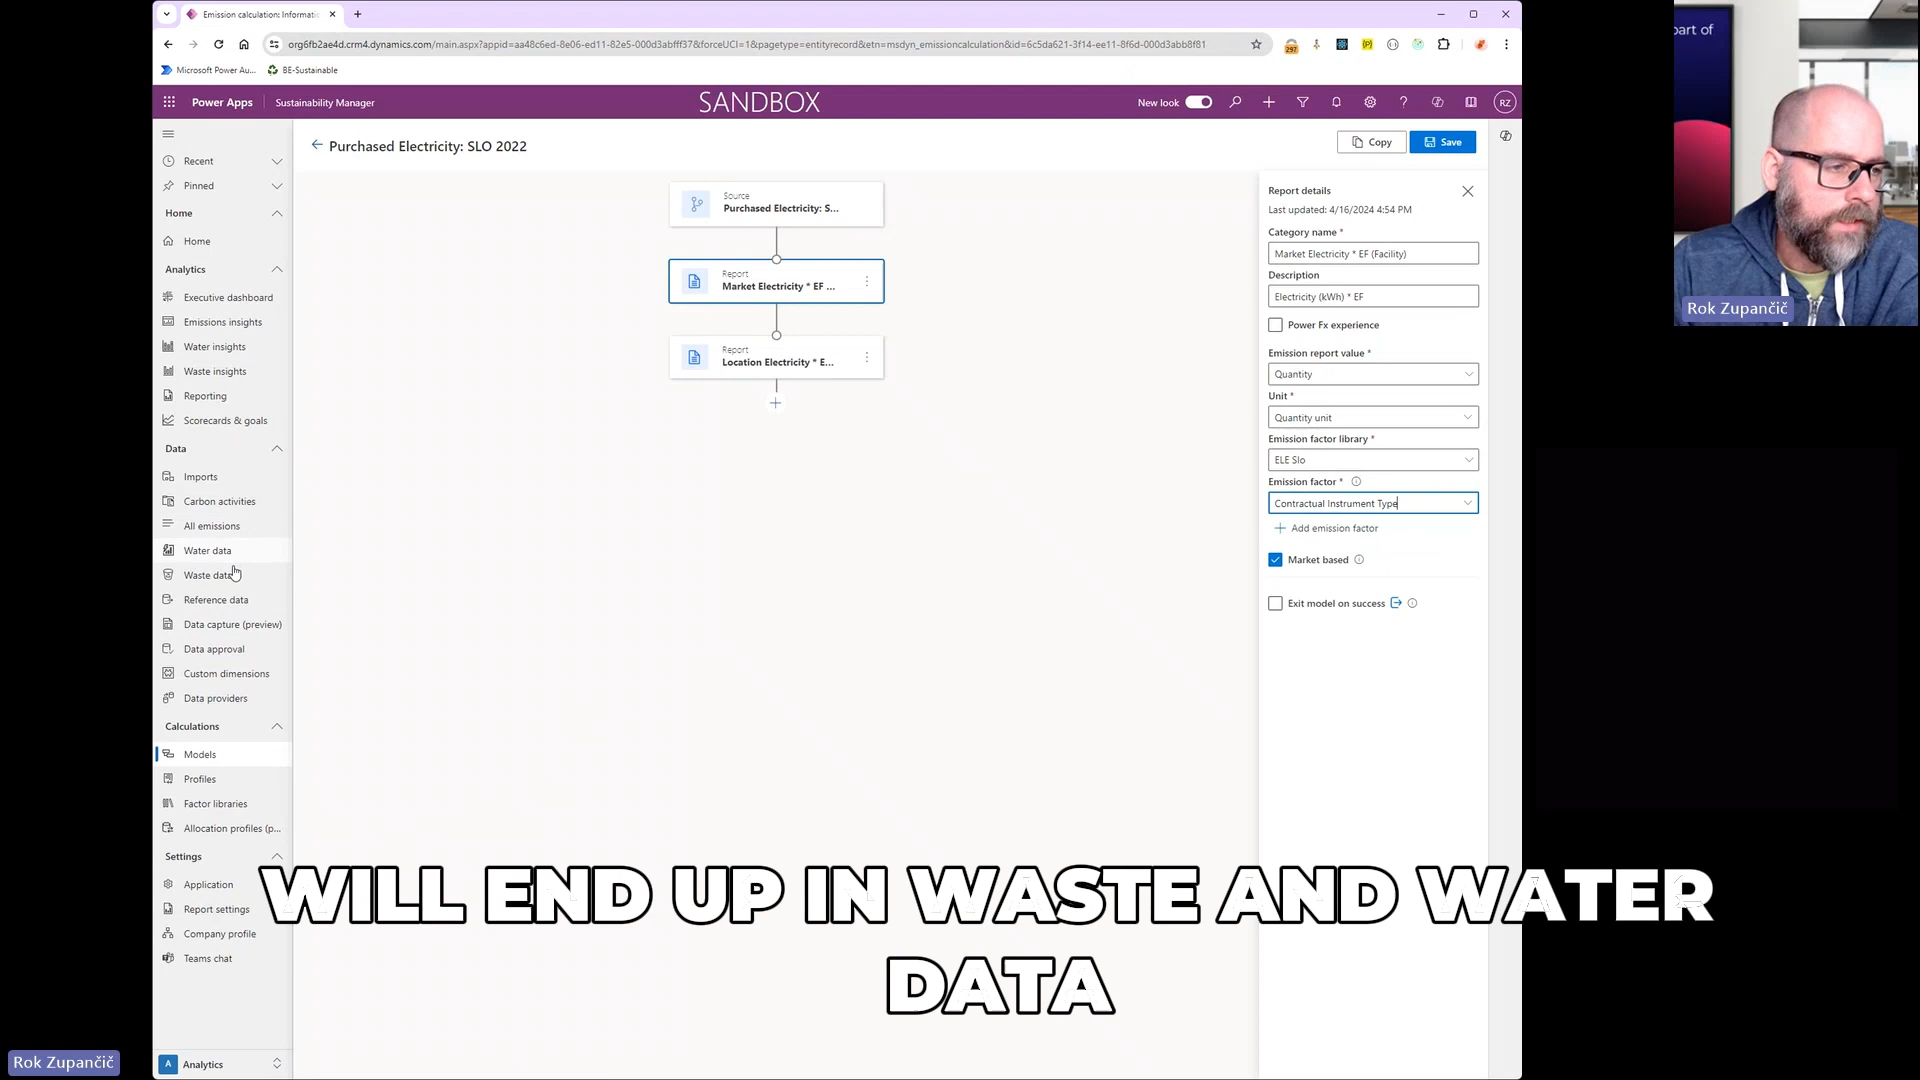 Emission calculation: Informatic
org6fb2ae4d.crm4.dynamics.com/main.aspx?appid=aa48c6ed-8e06-ed11-82e5-000d3abfff37&forceUCI=1&pagetype=entityrecord&etn=msdyn_emissioncalculation&id=6c5da621-3f14-ee11-8f6d-000d3abb8f81
297
Microsoft Power Au...
BE-Sustainable
Power Apps
Sustainability Manager
SANDBOX
New look
RZ
Recent
Pinned
Home
Home
Analytics
Executive dashboard
Emissions insights
Water insights
Waste insights
Reporting
Scorecards & goals
Data
Imports
Carbon activities
All emissions
Water data
Waste data
Reference data
Data capture (preview)
Data approval
Custom dimensions
Data providers
Calculations
Models
Profiles
Factor libraries
Allocation profiles (p...
Settings
Application
Report settings
Company profile
Teams chat
A
Analytics
Purchased Electricity: SLO 2022
Copy
Save
Source
Purchased Electricity: S...
Report
Market Electricity * EF ...
Report
Location Electricity * E...
Report details
Last updated: 4/16/2024 4:54 PM
Category name *
Market Electricity * EF (Facility)
Description
Electricity (kWh) * EF
Power Fx experience
Emission report value *
Quantity
Unit *
Quantity unit
Emission factor library *
ELE Slo
Emission factor *
Contractual Instrument Type
Add emission factor
Market based
Exit model on success
part of
Rok Zupančič
WILL END UP IN WASTE AND WATER
DATA
Rok Zupančič